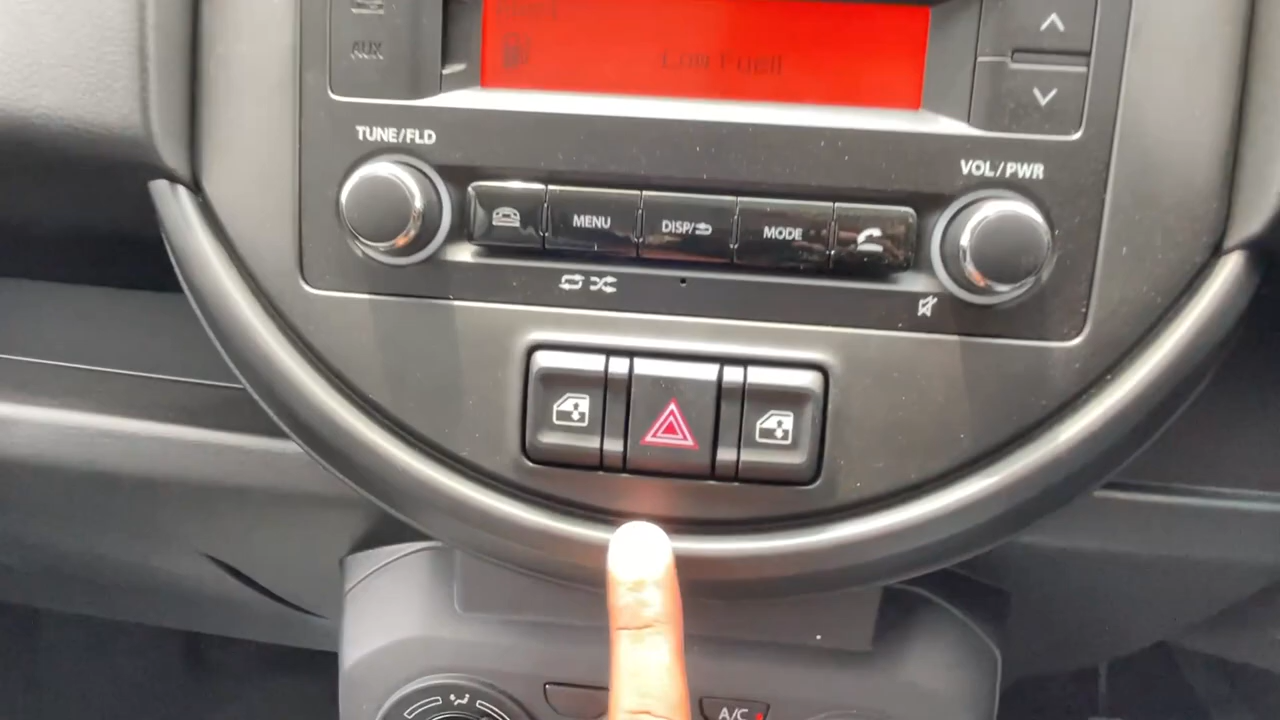 AUX
Low Fuel!
TUNE/FLD
VOL/PWR
MENU
DISP/
MODE
A/C